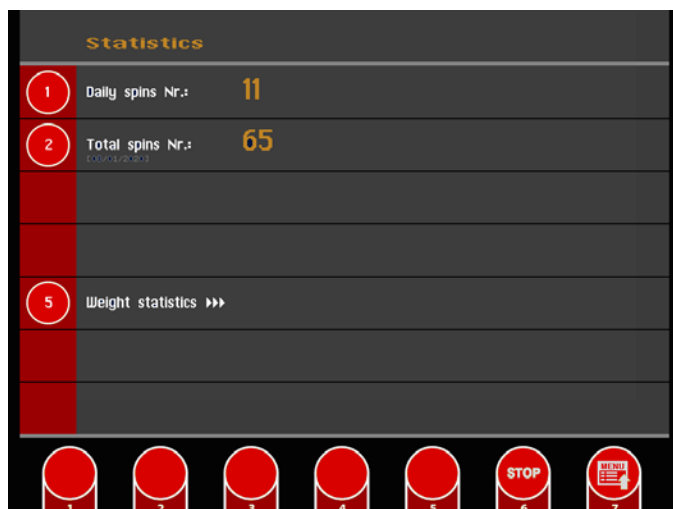 Statistics
1 Daily spins Nr.: 11
2 Total spins Nr.: 65
5 Weight statistics
STOP
MENU
1 2 3 4 5 6 7